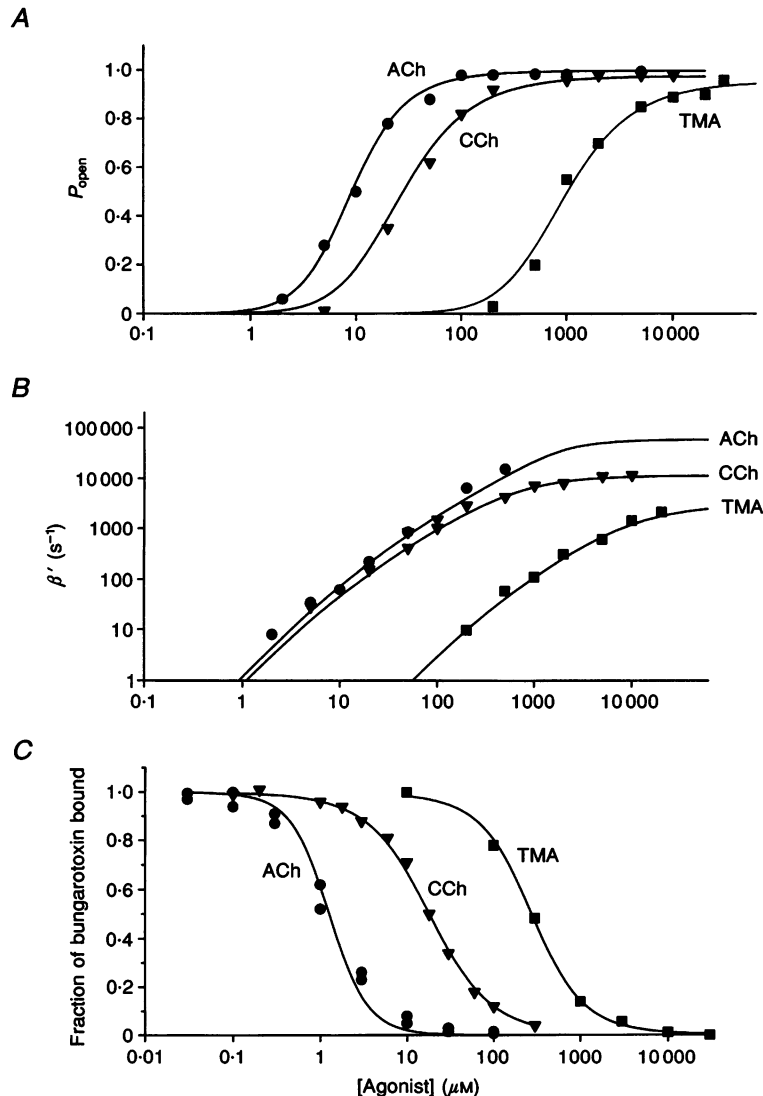 A
1·0
0·8
0·6
0·4
0·2
0
P_open
ACh
CCh
TMA
0·1 1 10 100 1000 10 000
B
100 000
10 000
1000
100
10
1
β′ (s⁻¹)
ACh
CCh
TMA
0·1 1 10 100 1000 10 000
C
1·0
0·8
0·6
0·4
0·2
0
Fraction of bungarotoxin bound
ACh
CCh
TMA
0·01 0·1 1 10 100 1000 10 000
[Agonist] (μM)